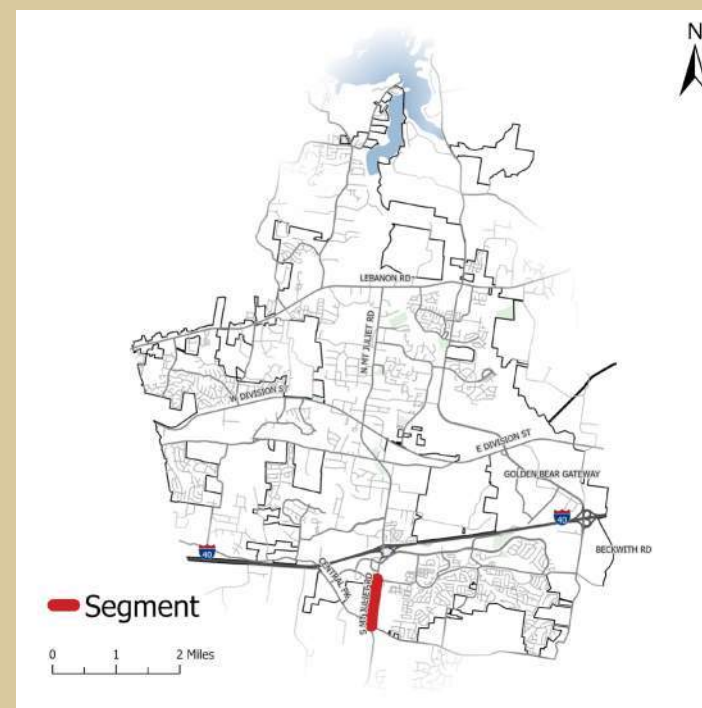 N
LEBANON RD
N MT JULIET RD
W DIVISION ST
E DIVISION ST
GOLDEN BEAR GATEWAY
40
BECKWITH RD
40
CENTRAL PIK
S MT JULIET RD
Segment
0 1 2 Miles